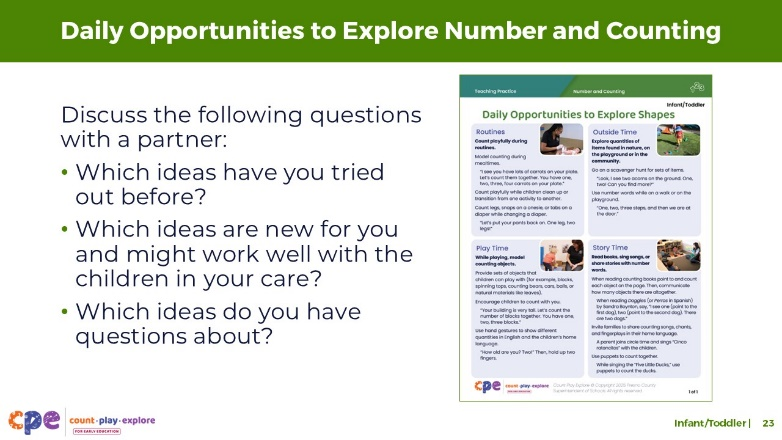 Daily Opportunities to Explore Number and Counting
Discuss the following questions
with a partner:
• Which ideas have you tried
out before?
• Which ideas are new for you
and might work well with the
children in your care?
• Which ideas do you have
questions about?
Teaching Practice
Number and Counting
Infant/Toddler
Daily Opportunities to Explore Shapes
Routines
Count playfully during
routines.
Model counting during
mealtimes.
"I see you have lots of carrots on your plate.
Let's count them together. You have one,
two, three, four carrots on your plate."
Count playfully while children clean up or
transition from one activity to another.
Count legs, snaps on a onesie, or tabs on a
diaper while changing a diaper.
"Let's put your pants back on. One leg, two
legs!"
Outside Time
Explore quantities of
items found in nature, on
the playground or in the
community.
Go on a scavenger hunt for sets of items.
"Look, I see two acorns on the ground. One,
two! Can you find more?"
Use number words while on a walk or on the
playground.
"One, two, three steps, and then we are at
the door."
Play Time
While playing, model
counting objects.
Provide sets of objects that
children can play with (for example, blocks,
spinning tops, counting bears, cars, balls, or
natural materials like leaves).
Encourage children to count with you.
"Your building is very tall. Let's count the
number of blocks together. You have one,
two, three blocks."
Use hand gestures to show different
quantities in English and the children's home
language.
"How old are you? Two!" Then, hold up two
fingers.
Story Time
Read books, sing songs, or
share stories with number
words.
When reading counting books point to and count
each object on the page. Then, communicate
how many objects there are altogether.
When reading Doggies (or Perros in Spanish)
by Sandra Boynton, say, "I see one (point to the
first dog), two (point to the second dog). There
are two dogs."
Invite families to share counting songs, chants,
and fingerplays in their home language.
A parent joins circle time and sings "Cinco
ratoncitos" with the children.
Use puppets to count together.
While singing the "Five Little Ducks," use
puppets to count the ducks.
cpe
count·play·explore
FOR EARLY EDUCATION
Count Play Explore © Copyright Fresno County
Superintendent of Schools. All rights reserved.
1 of 1
cpe
count·play·explore
FOR EARLY EDUCATION
Infant/Toddler | 23